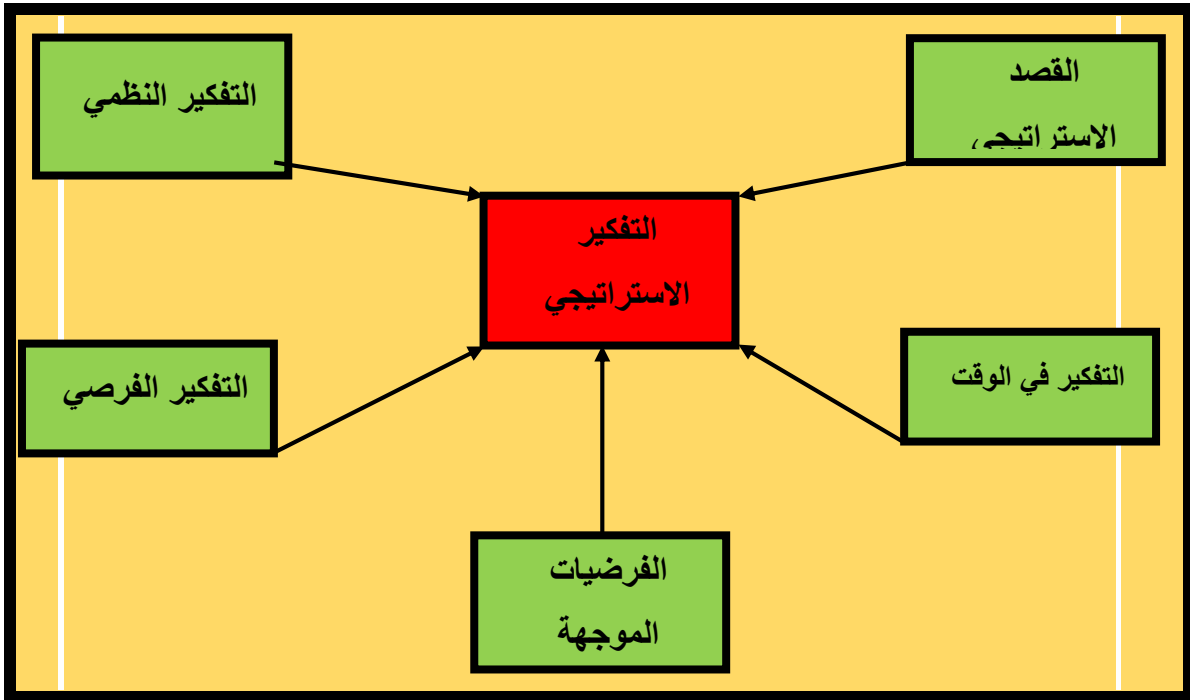 القصد
الاستراتيجي
التفكير النظمي
التفكير
الاستراتيجي
التفكير في الوقت
التفكير الفرصي
الفرضيات
الموجهة